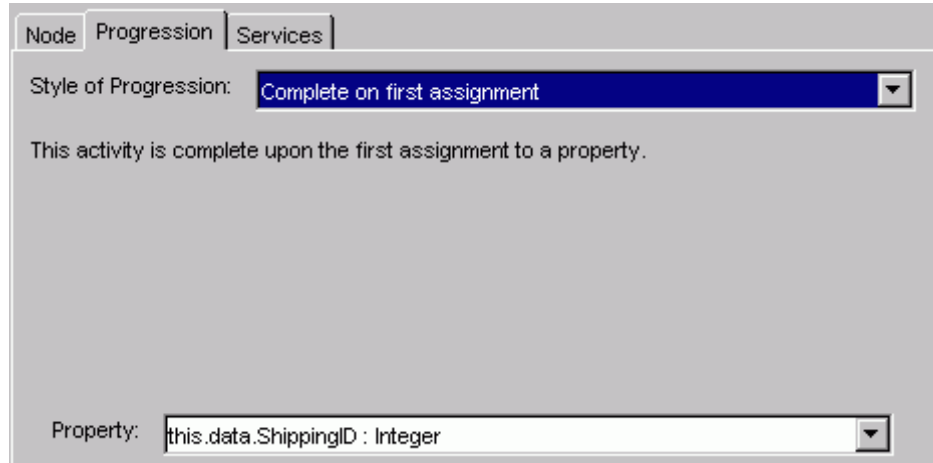 Node Progression Services
Style of Progression: Complete on first assignment
This activity is complete upon the first assignment to a property.
Property: this.data.ShippingID : Integer